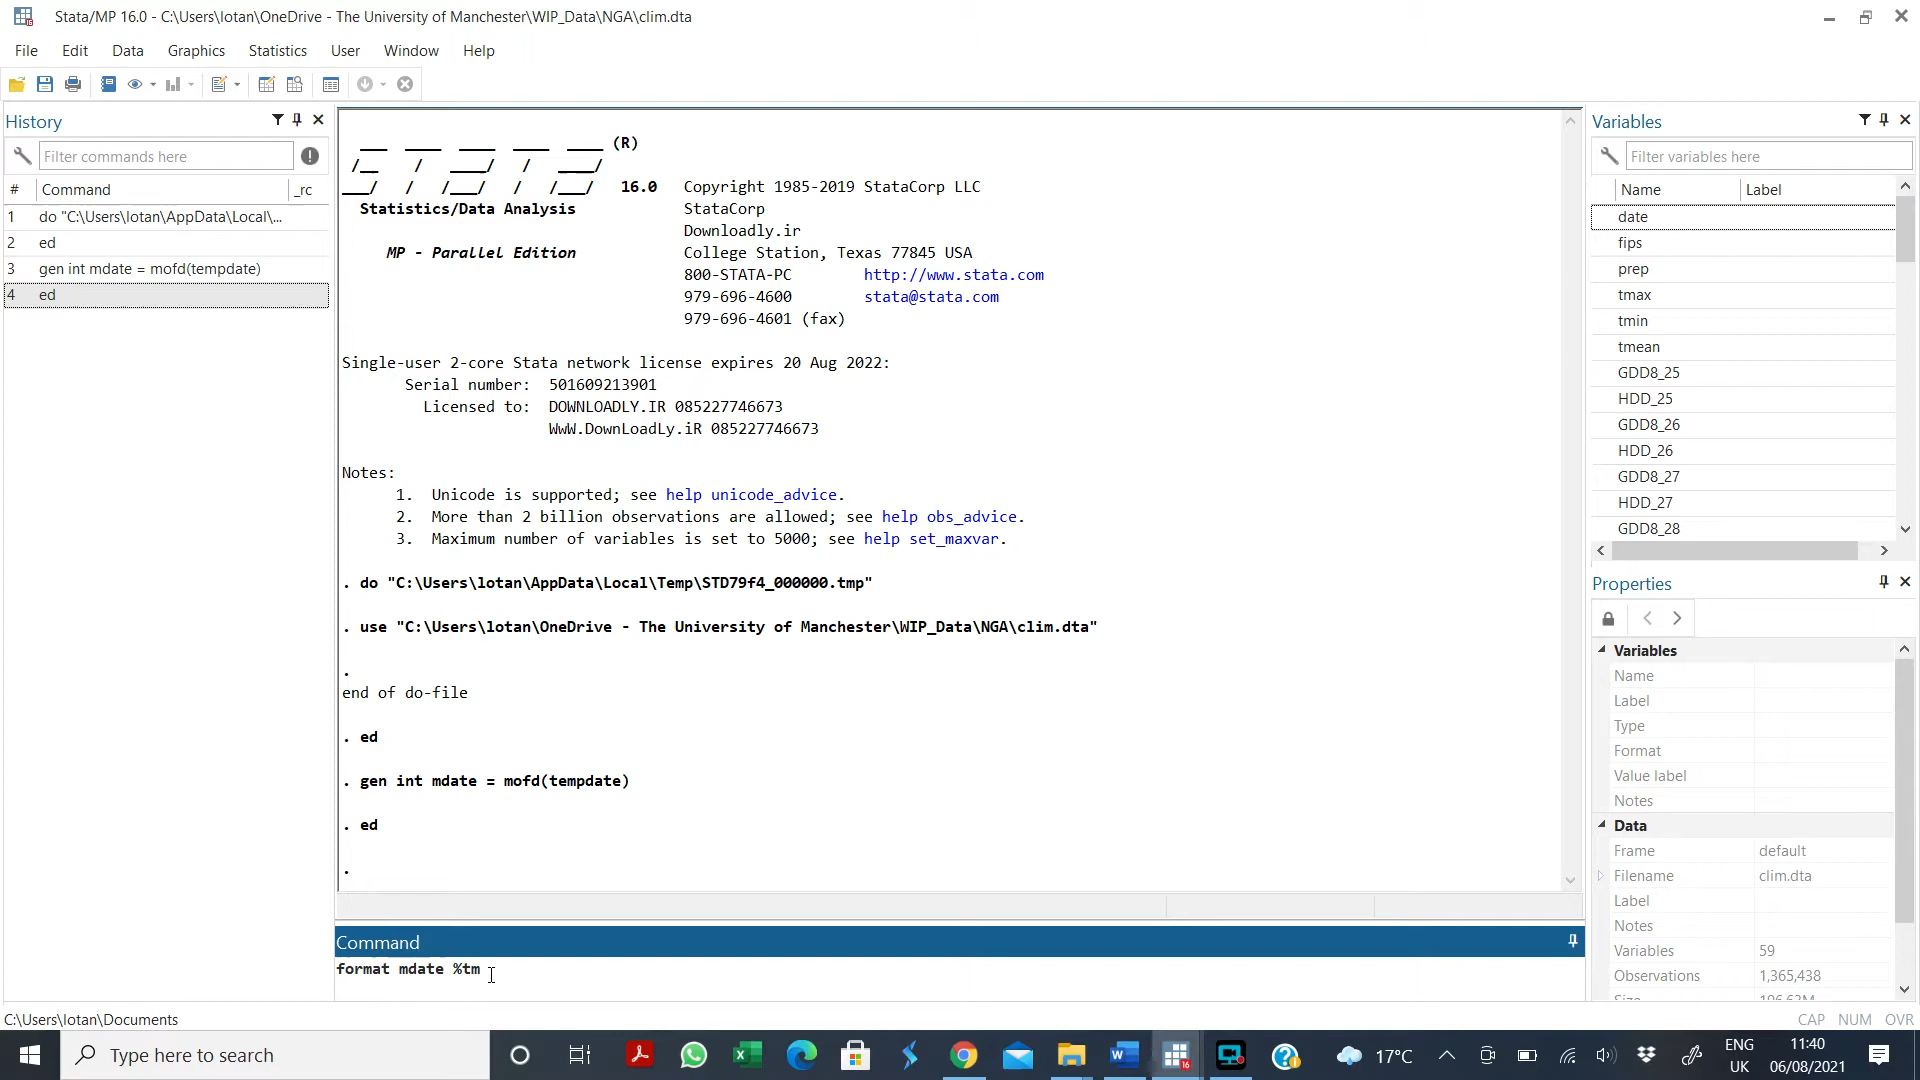 Stata/MP 16.0 - C:\Users\lotan\OneDrive - The University of Manchester\WIP_Data\NGA\clim.dta
File Edit Data Graphics Statistics User Window Help
History
Filter commands here
# Command _rc
1 do "C:\Users\lotan\AppData\Local\...
2 ed
3 gen int mdate = mofd(tempdate)
4 ed
(R)
16.0 Copyright 1985-2019 StataCorp LLC
Statistics/Data Analysis StataCorp
Downloadly.ir
MP - Parallel Edition College Station, Texas 77845 USA
800-STATA-PC http://www.stata.com
979-696-4600 stata@stata.com
979-696-4601 (fax)
Single-user 2-core Stata network license expires 20 Aug 2022:
Serial number: 501609213901
Licensed to: DOWNLOADLY.IR 085227746673
WwW.DownLoadLy.iR 085227746673
Notes:
1. Unicode is supported; see help unicode_advice.
2. More than 2 billion observations are allowed; see help obs_advice.
3. Maximum number of variables is set to 5000; see help set_maxvar.
. do "C:\Users\lotan\AppData\Local\Temp\STD79f4_000000.tmp"
. use "C:\Users\lotan\OneDrive - The University of Manchester\WIP_Data\NGA\clim.dta"
.
end of do-file
. ed
. gen int mdate = mofd(tempdate)
. ed
.
Command
format mdate %tm
Variables
Filter variables here
Name Label
date
fips
prep
tmax
tmin
tmean
GDD8_25
HDD_25
GDD8_26
HDD_26
GDD8_27
HDD_27
GDD8_28
Properties
Variables
Name
Label
Type
Format
Value label
Notes
Data
Frame default
Filename clim.dta
Label
Notes
Variables 59
Observations 1,365,438
C:\Users\lotan\Documents
CAP NUM OVR
Type here to search
16
17°C
ENG
UK
11:40
06/08/2021